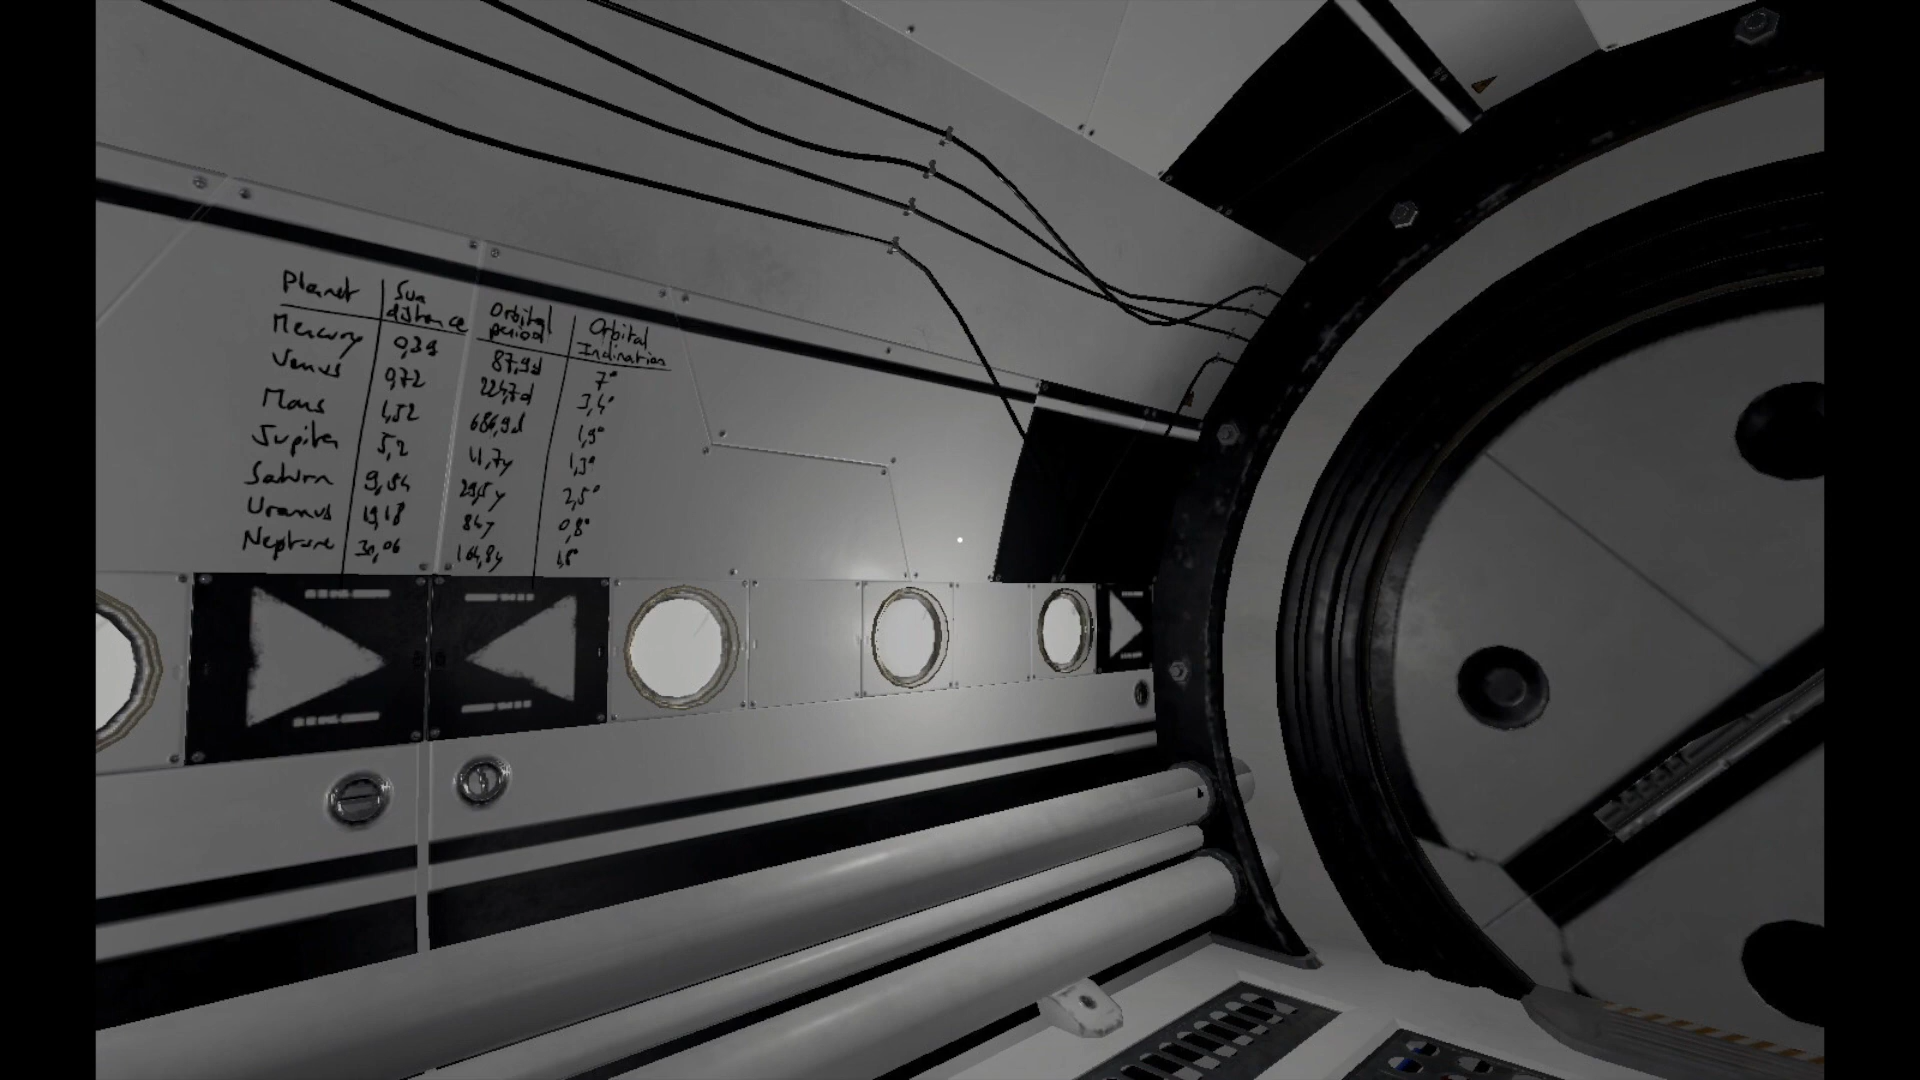 Planet Sun distance Orbital period Orbital Inclination
Mercury 0,39 87,9d 7°
Venus 0,72 224,7d 3,4°
Mars 1,52 686,9d 1,9°
Jupiter 5,2 11,7y 1,3°
Saturn 9,54 29,5y 2,5°
Uranus 19,18 84y 0,8°
Neptune 30,06 164,8y 1,8°